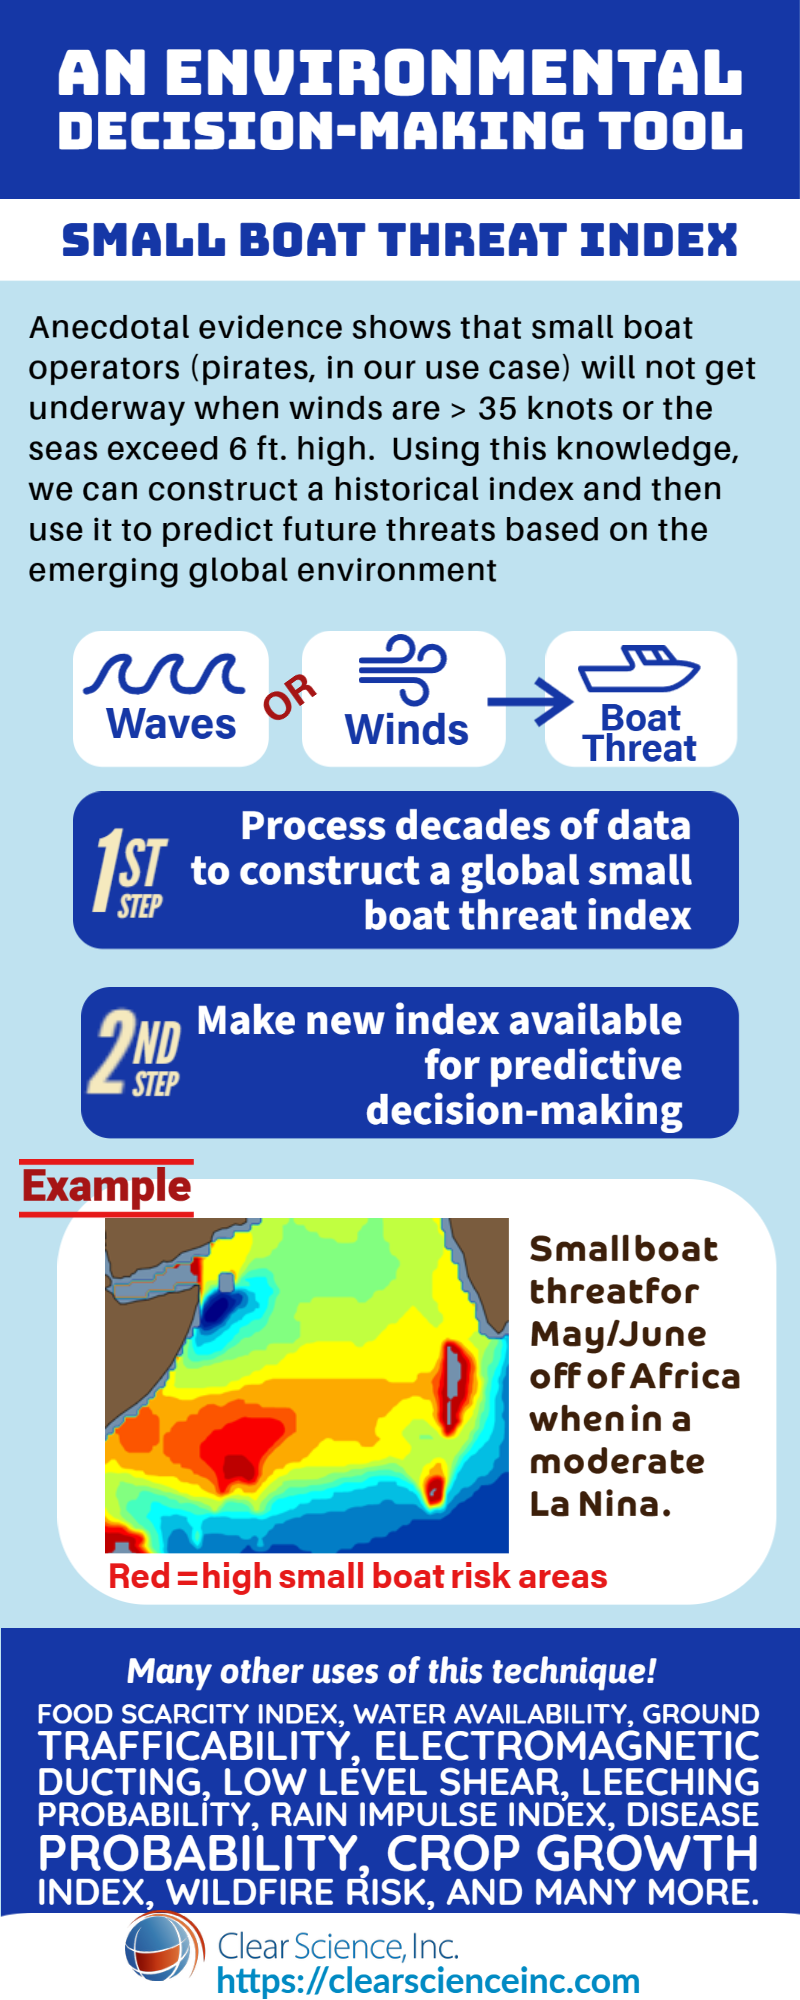 AN ENVIRONMENTAL
DECISION-MAKING TOOL
SMALL BOAT THREAT INDEX
Anecdotal evidence shows that small boat
operators (pirates, in our use case) will not get
underway when winds are > 35 knots or the
seas exceed 6 ft. high. Using this knowledge,
we can construct a historical index and then
use it to predict future threats based on the
emerging global environment
Waves
OR
Winds
Boat
Threat
1ST
STEP
Process decades of data
to construct a global small
boat threat index
2ND
STEP
Make new index available
for predictive
decision-making
Example
Small boat
threat for
May/June
off of Africa
when in a
moderate
La Nina.
Red = high small boat risk areas
Many other uses of this technique!
FOOD SCARCITY INDEX, WATER AVAILABILITY, GROUND
TRAFFICABILITY, ELECTROMAGNETIC
DUCTING, LOW LEVEL SHEAR, LEECHING
PROBABILITY, RAIN IMPULSE INDEX, DISEASE
PROBABILITY, CROP GROWTH
INDEX, WILDFIRE RISK, AND MANY MORE.
Clear Science, Inc.
https://clearscienceinc.com